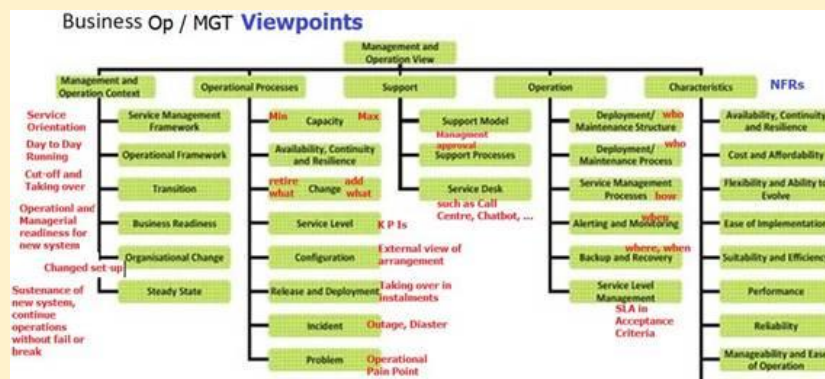 Business Op / MGT Viewpoints
Management and
Operation View
Management and
Operation Context
Operational Processes
Support
Operation
Characteristics
NFRs
Service
Orientation
Service Management
Framework
Day to Day
Running
Operational Framework
Cut-off and
Taking over
Transition
Operationl and
Managerial
readiness for
new system
Business Readiness
Changed set-up
Organisational Change
Sustenance of
new system,
continue
operations
without fail or
break
Steady State
Min
Capacity
Max
Availability, Continuity
and Resilience
retire
what
Change
add
what
Service Level
K P Is
Configuration
External view of
arrangement
Release and Deployment
Taking over in
instalments
Incident
Outage, Diaster
Problem
Operational
Pain Point
Support Model
Managment
approval
Support Processes
Service Desk
such as Call
Centre, Chatbot, ...
Deployment/
Maintenance Structure
who
Deployment/
Maintenance Process
who
Service Management
Processes
how
Alerting and Monitoring
when
Backup and Recovery
where, when
Service Level
Management
SLA in
Acceptance
Criteria
Availability, Continuity
and Resilience
Cost and Affordability
Flexibility and Ability to
Evolve
Ease of Implementation
Suitability and Efficiency
Performance
Reliability
Manageability and Ease
of Operation